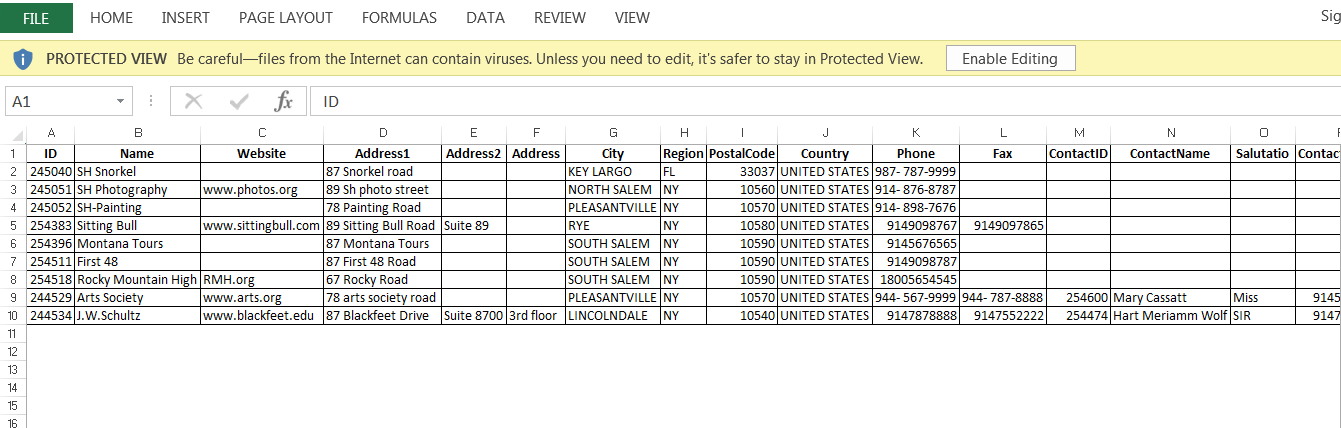 FILE HOME INSERT PAGE LAYOUT FORMULAS DATA REVIEW VIEW Sig
PROTECTED VIEW Be careful—files from the Internet can contain viruses. Unless you need to edit, it's safer to stay in Protected View. Enable Editing
A1 fx ID
A B C D E F G H I J K L M N O F
1 ID Name Website Address1 Address2 Address City Region PostalCode Country Phone Fax ContactID ContactName Salutatio Contac
2 245040 SH Snorkel 87 Snorkel road KEY LARGO FL 33037 UNITED STATES 987- 787-9999
3 245051 SH Photography www.photos.org 89 Sh photo street NORTH SALEM NY 10560 UNITED STATES 914- 876-8787
4 245052 SH-Painting 78 Painting Road PLEASANTVILLE NY 10570 UNITED STATES 914- 898-7676
5 254383 Sitting Bull www.sittingbull.com 89 Sitting Bull Road Suite 89 RYE NY 10580 UNITED STATES 9149098767 9149097865
6 254396 Montana Tours 87 Montana Tours SOUTH SALEM NY 10590 UNITED STATES 9145676565
7 254511 First 48 87 First 48 Road SOUTH SALEM NY 10590 UNITED STATES 9149098787
8 254518 Rocky Mountain High RMH.org 67 Rocky Road SOUTH SALEM NY 10590 UNITED STATES 18005654545
9 244529 Arts Society www.arts.org 78 arts society road PLEASANTVILLE NY 10570 UNITED STATES 944- 567-9999 944- 787-8888 254600 Mary Cassatt Miss 9145
10 244534 J.W.Schultz www.blackfeet.edu 87 Blackfeet Drive Suite 8700 3rd floor LINCOLNDALE NY 10540 UNITED STATES 9147878888 9147552222 254474 Hart Meriamm Wolf SIR 9147
11
12
13
14
15
16